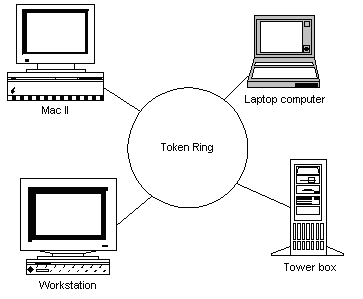 Mac II
Laptop computer
Token Ring
Workstation
Tower box